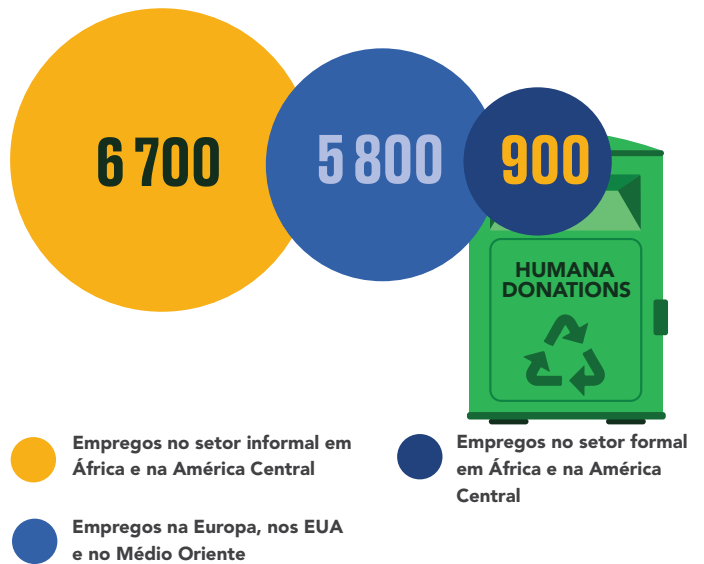 6 700
5 800
900
HUMANA
DONATIONS
Empregos no setor informal em
África e na América Central
Empregos na Europa, nos EUA
e no Médio Oriente
Empregos no setor formal
em África e na América
Central